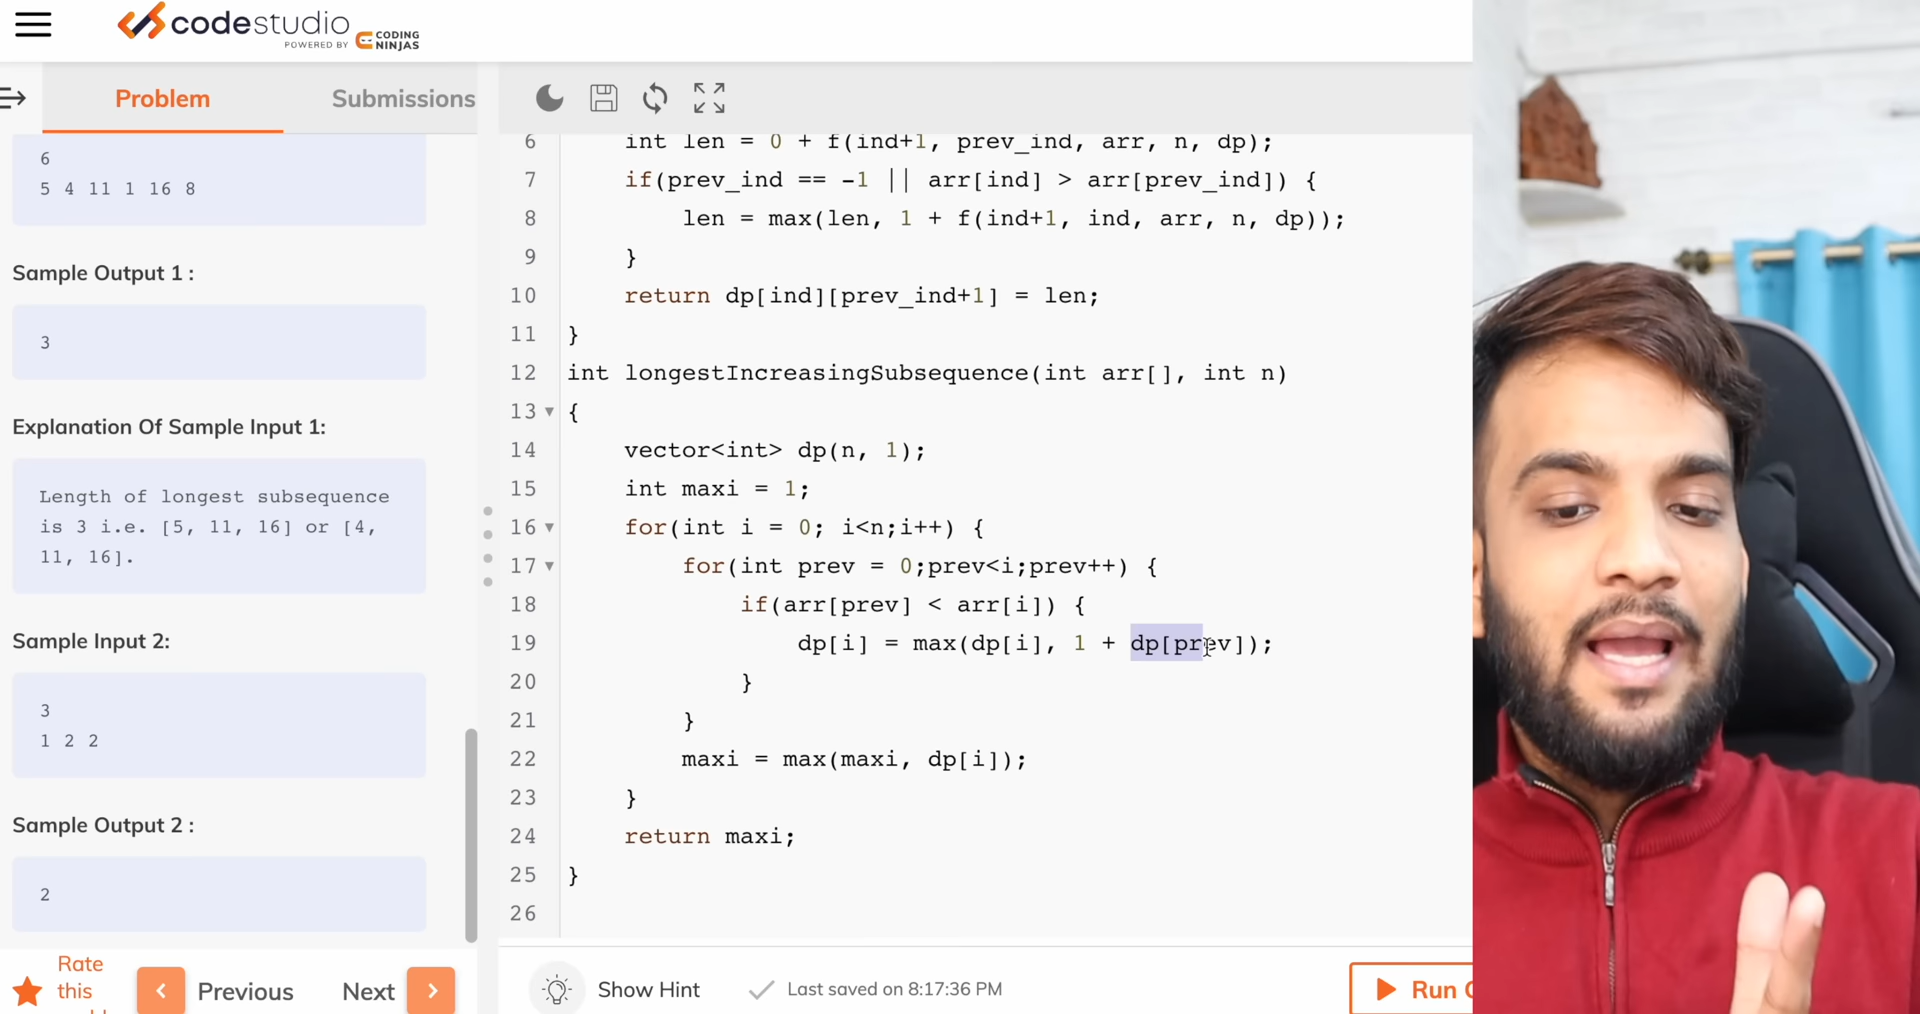 codestudio
POWERED BY CODING NINJAS
Problem
Submissions
6
5 4 11 1 16 8
Sample Output 1 :
3
Explanation Of Sample Input 1:
Length of longest subsequence
is 3 i.e. [5, 11, 16] or [4,
11, 16].
Sample Input 2:
3
1 2 2
Sample Output 2 :
2
Rate
this
Previous
Next
6 int len = 0 + f(ind+1, prev_ind, arr, n, dp);
7 if(prev_ind == -1 || arr[ind] > arr[prev_ind]) {
8 len = max(len, 1 + f(ind+1, ind, arr, n, dp));
9 }
10 return dp[ind][prev_ind+1] = len;
11 }
12 int longestIncreasingSubsequence(int arr[], int n)
13 {
14 vector<int> dp(n, 1);
15 int maxi = 1;
16 for(int i = 0; i<n;i++) {
17 for(int prev = 0;prev<i;prev++) {
18 if(arr[prev] < arr[i]) {
19 dp[i] = max(dp[i], 1 + dp[prev]);
20 }
21 }
22 maxi = max(maxi, dp[i]);
23 }
24 return maxi;
25 }
26
Show Hint
Last saved on 8:17:36 PM
Run